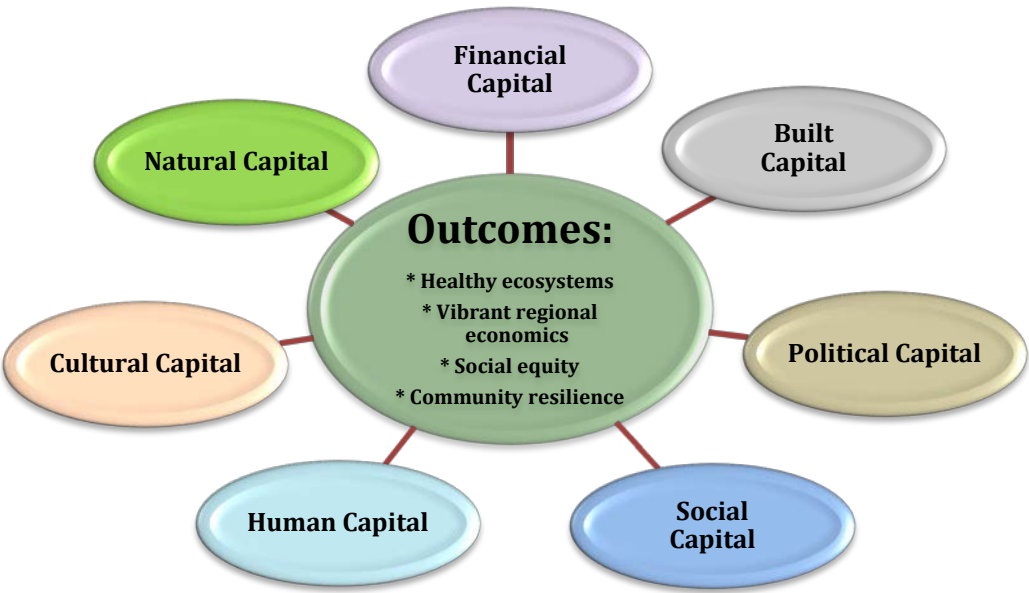 Financial
Capital
Built
Capital
Natural Capital
Outcomes:
* Healthy ecosystems
* Vibrant regional
economics
* Social equity
* Community resilience
Cultural Capital
Political Capital
Human Capital
Social
Capital